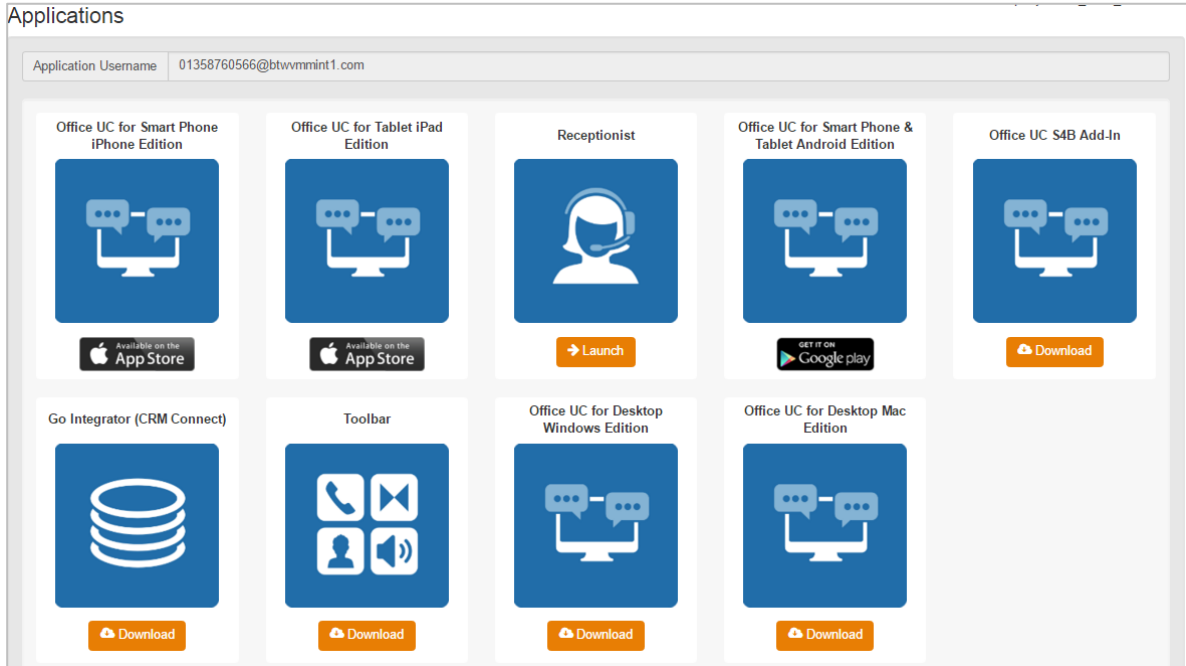 Applications
Application Username 01358760566@btwvmmint1.com
Office UC for Smart Phone
iPhone Edition
Available on the
App Store
Office UC for Tablet iPad
Edition
Available on the
App Store
Receptionist
Launch
Office UC for Smart Phone &
Tablet Android Edition
GET IT ON
Google play
Office UC S4B Add-In
Download
Go Integrator (CRM Connect)
Download
Toolbar
Download
Office UC for Desktop
Windows Edition
Download
Office UC for Desktop Mac
Edition
Download